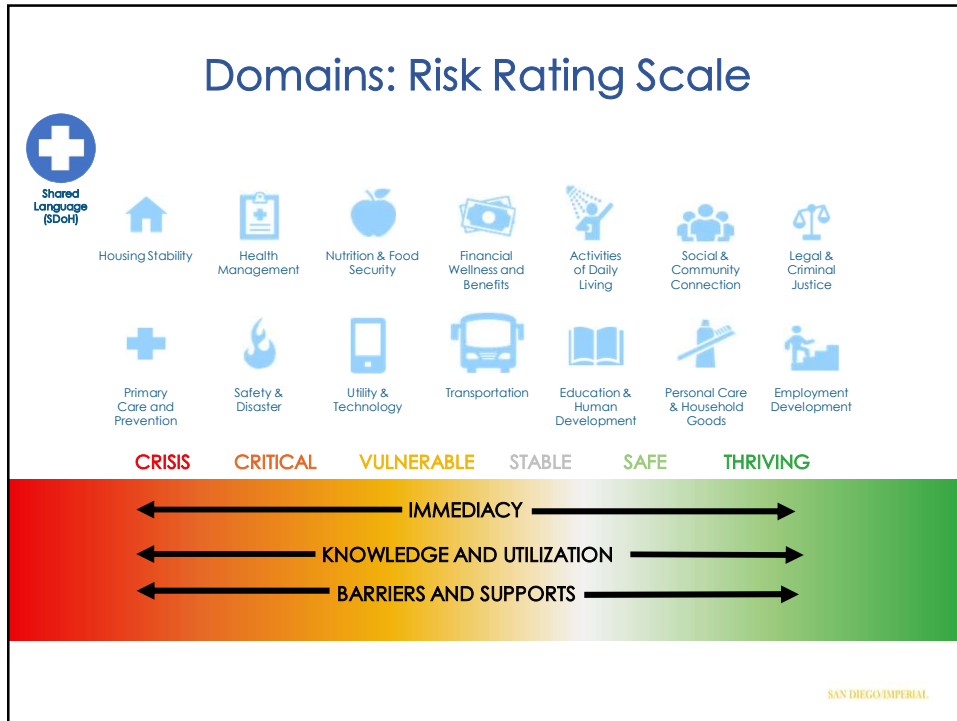 Domains: Risk Rating Scale
Shared
Language
(SDoH)
Housing Stability
Health
Management
Nutrition & Food
Security
Financial
Wellness and
Benefits
Activities
of Daily
Living
Social &
Community
Connection
Legal &
Criminal
Justice
Primary
Care and
Prevention
Safety &
Disaster
Utility &
Technology
Transportation
Education &
Human
Development
Personal Care
& Household
Goods
Employment
Development
CRISIS CRITICAL VULNERABLE STABLE SAFE THRIVING
IMMEDIACY
KNOWLEDGE AND UTILIZATION
BARRIERS AND SUPPORTS
SAN DIEGO/IMPERIAL